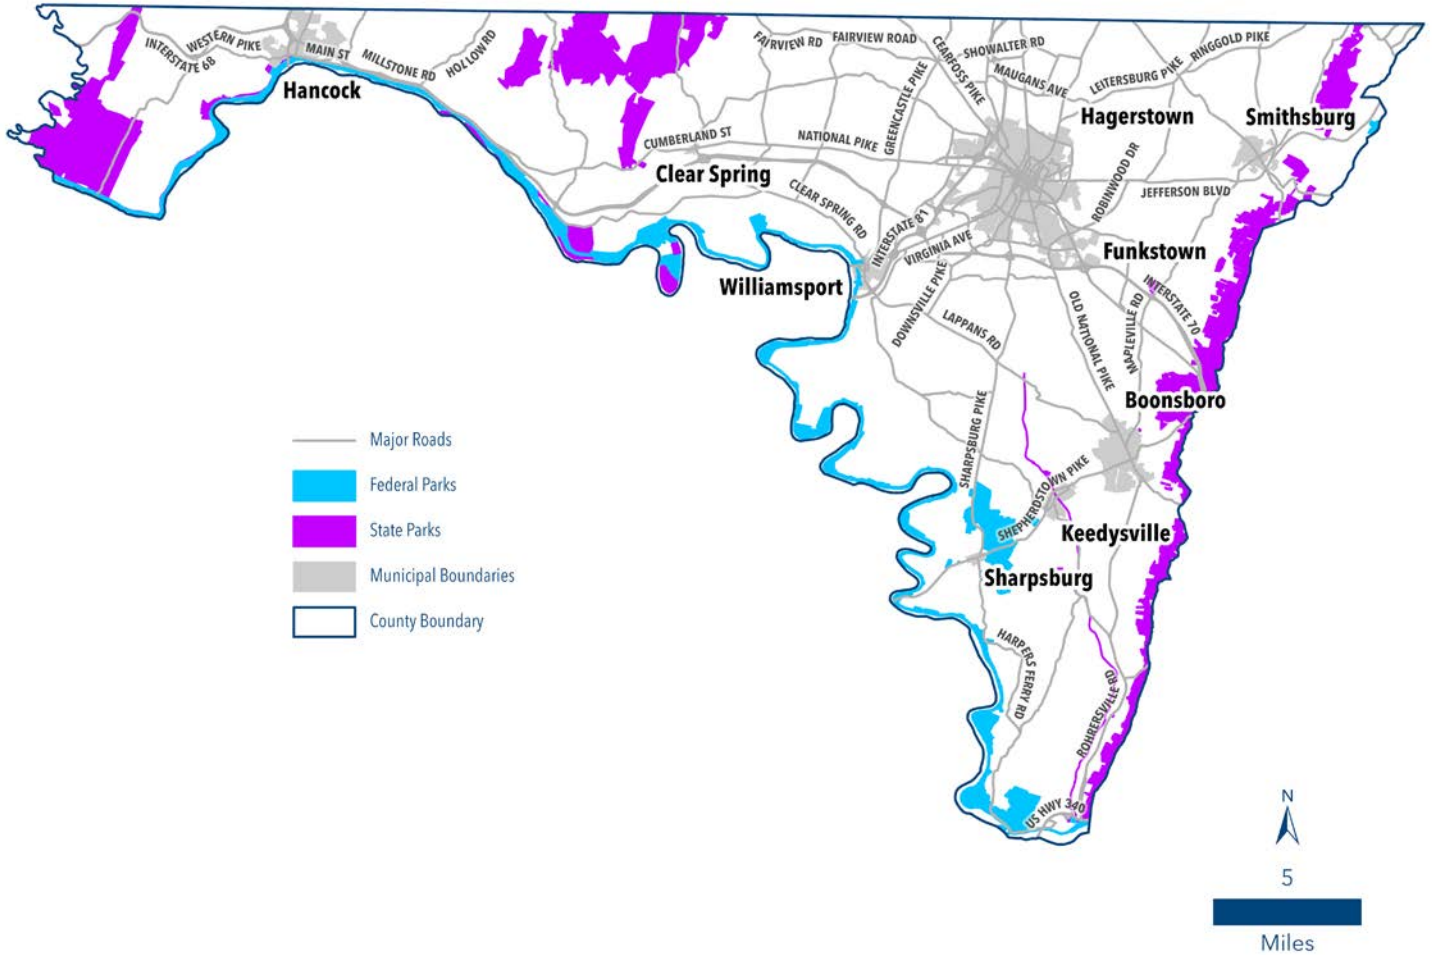 INTERSTATE 68
WESTERN PIKE
MAIN ST
MILLSTONE RD
HOLLOW RD
Hancock
FAIRVIEW RD
FAIRVIEW ROAD
CEARFOSS PIKE
SHOWALTER RD
MAUGANS AVE
LEITERSBURG PIKE
RINGGOLD PIKE
GREENCASTLE PIKE
Hagerstown
Smithsburg
CUMBERLAND ST
NATIONAL PIKE
Clear Spring
CLEAR SPRING RD
ROBINWOOD DR
JEFFERSON BLVD
INTERSTATE 81
VIRGINIA AVE
Funkstown
Williamsport
DOWNSVILLE PIKE
LAPPANS RD
OLD NATIONAL PIKE
MAPLEVILLE RD
INTERSTATE 70
Boonsboro
SHARPSBURG PIKE
SHEPHERDSTOWN PIKE
Keedysville
Sharpsburg
HARPERS FERRY RD
ROHRERSVILLE RD
US HWY 340
Major Roads
Federal Parks
State Parks
Municipal Boundaries
County Boundary
N
5
Miles